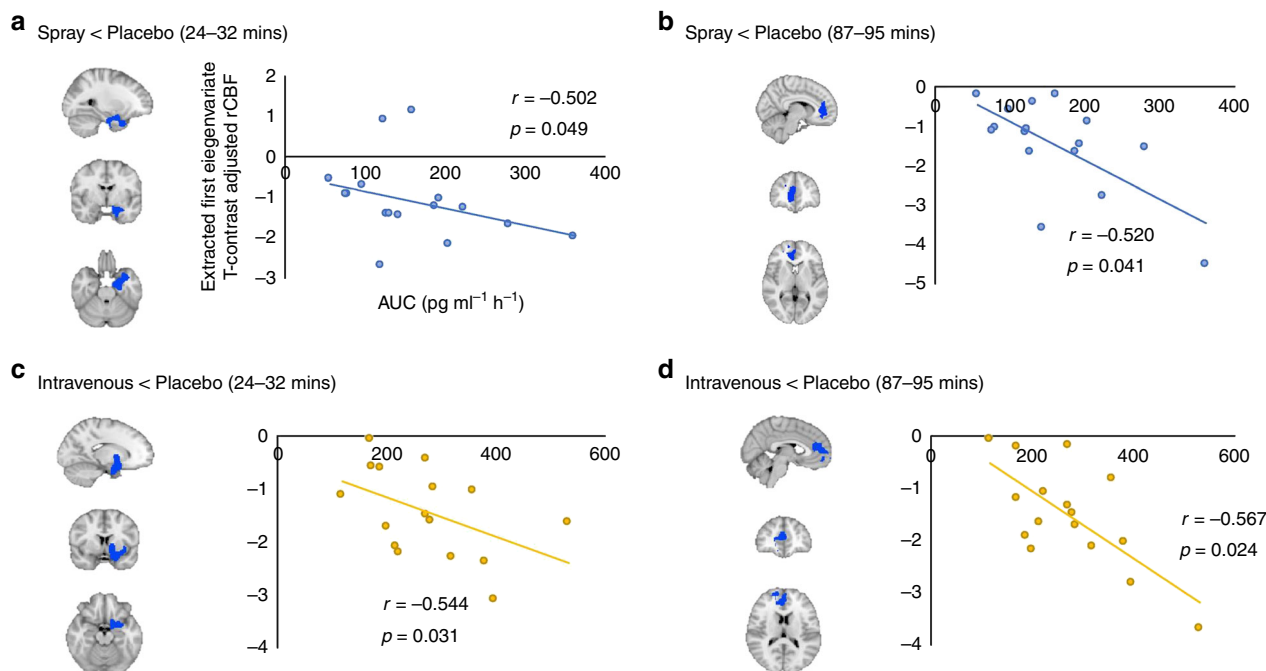 a Spray < Placebo (24–32 mins)
Extracted first eiegenvariate
T-contrast adjusted rCBF
2
1
0
–1
–2
–3
0 100 200 300 400
r = –0.502
p = 0.049
AUC (pg ml⁻¹ h⁻¹)
b Spray < Placebo (87–95 mins)
0
–1
–2
–3
–4
–5
0 100 200 300 400
r = –0.520
p = 0.041
c Intravenous < Placebo (24–32 mins)
0
–1
–2
–3
–4
0 200 400 600
r = –0.544
p = 0.031
d Intravenous < Placebo (87–95 mins)
0
–1
–2
–3
–4
0 200 400 600
r = –0.567
p = 0.024